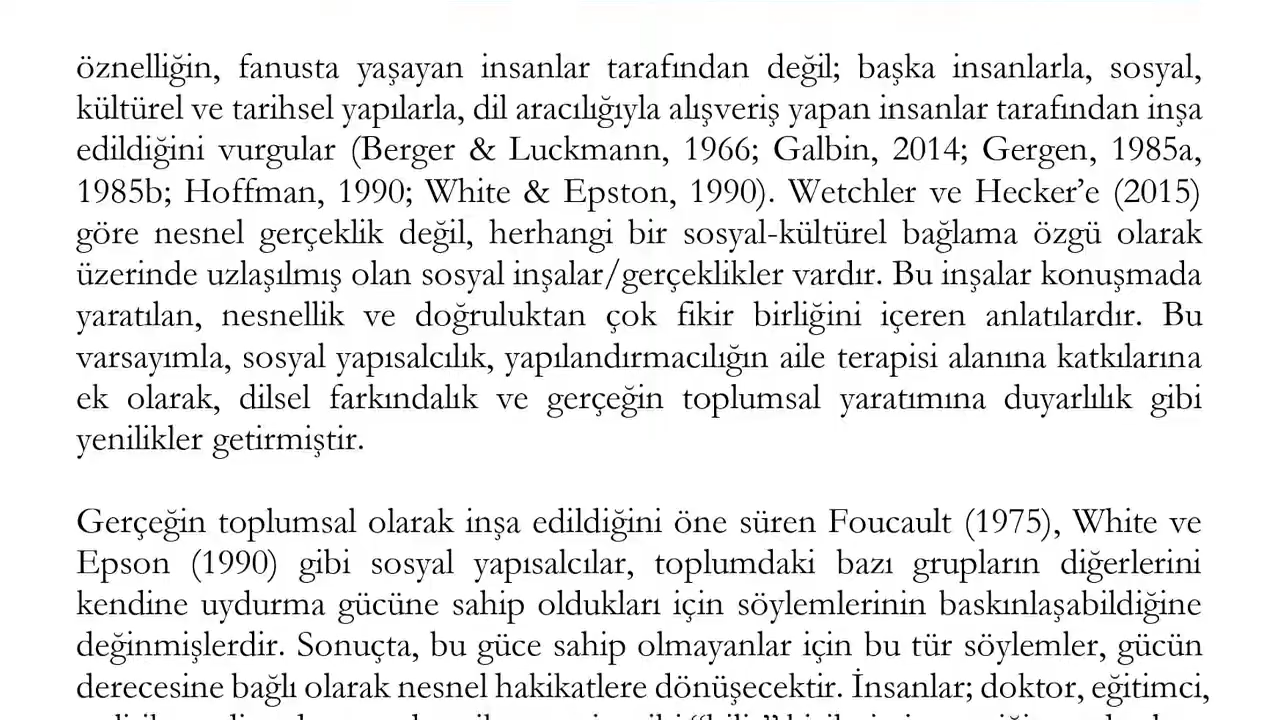 öznelliğin, fanusta yaşayan insanlar tarafından değil; başka insanlarla, sosyal,
kültürel ve tarihsel yapılarla, dil aracılığıyla alışveriş yapan insanlar tarafından inşa
edildiğini vurgular (Berger & Luckmann, 1966; Galbin, 2014; Gergen, 1985a,
1985b; Hoffman, 1990; White & Epston, 1990). Wetchler ve Hecker’e (2015)
göre nesnel gerçeklik değil, herhangi bir sosyal-kültürel bağlama özgü olarak
üzerinde uzlaşılmış olan sosyal inşalar/gerçeklikler vardır. Bu inşalar konuşmada
yaratılan, nesnellik ve doğruluktan çok fikir birliğini içeren anlatılardır. Bu
varsayımla, sosyal yapısalcılık, yapılandırmacılığın aile terapisi alanına katkılarına
ek olarak, dilsel farkındalık ve gerçeğin toplumsal yaratımına duyarlılık gibi
yenilikler getirmiştir.
Gerçeğin toplumsal olarak inşa edildiğini öne süren Foucault (1975), White ve
Epson (1990) gibi sosyal yapısalcılar, toplumdaki bazı grupların diğerlerini
kendine uydurma gücüne sahip oldukları için söylemlerinin baskınlaşabildiğine
değinmişlerdir. Sonuçta, bu güce sahip olmayanlar için bu tür söylemler, gücün
derecesine bağlı olarak nesnel hakikatlere dönüşecektir. İnsanlar; doktor, eğitimci,